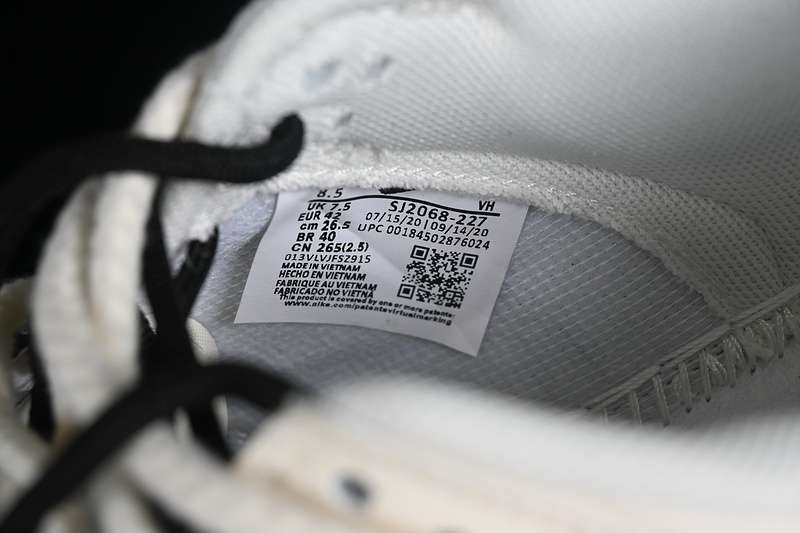 8.5 VH
UK 7.5 SJ2068-227
EUR 42 07/15/20 | 09/14/20
cm 26.5 UPC 00184502876024
BR 40
CN 265(2.5)
013VLVJFSZ915
MADE IN VIETNAM
HECHO EN VIETNAM
FABRIQUE AU VIETNAM
FABRICADO NO VIETNÃ
This product is covered by one or more patents:
www.nike.com/patentsvirtualmarking